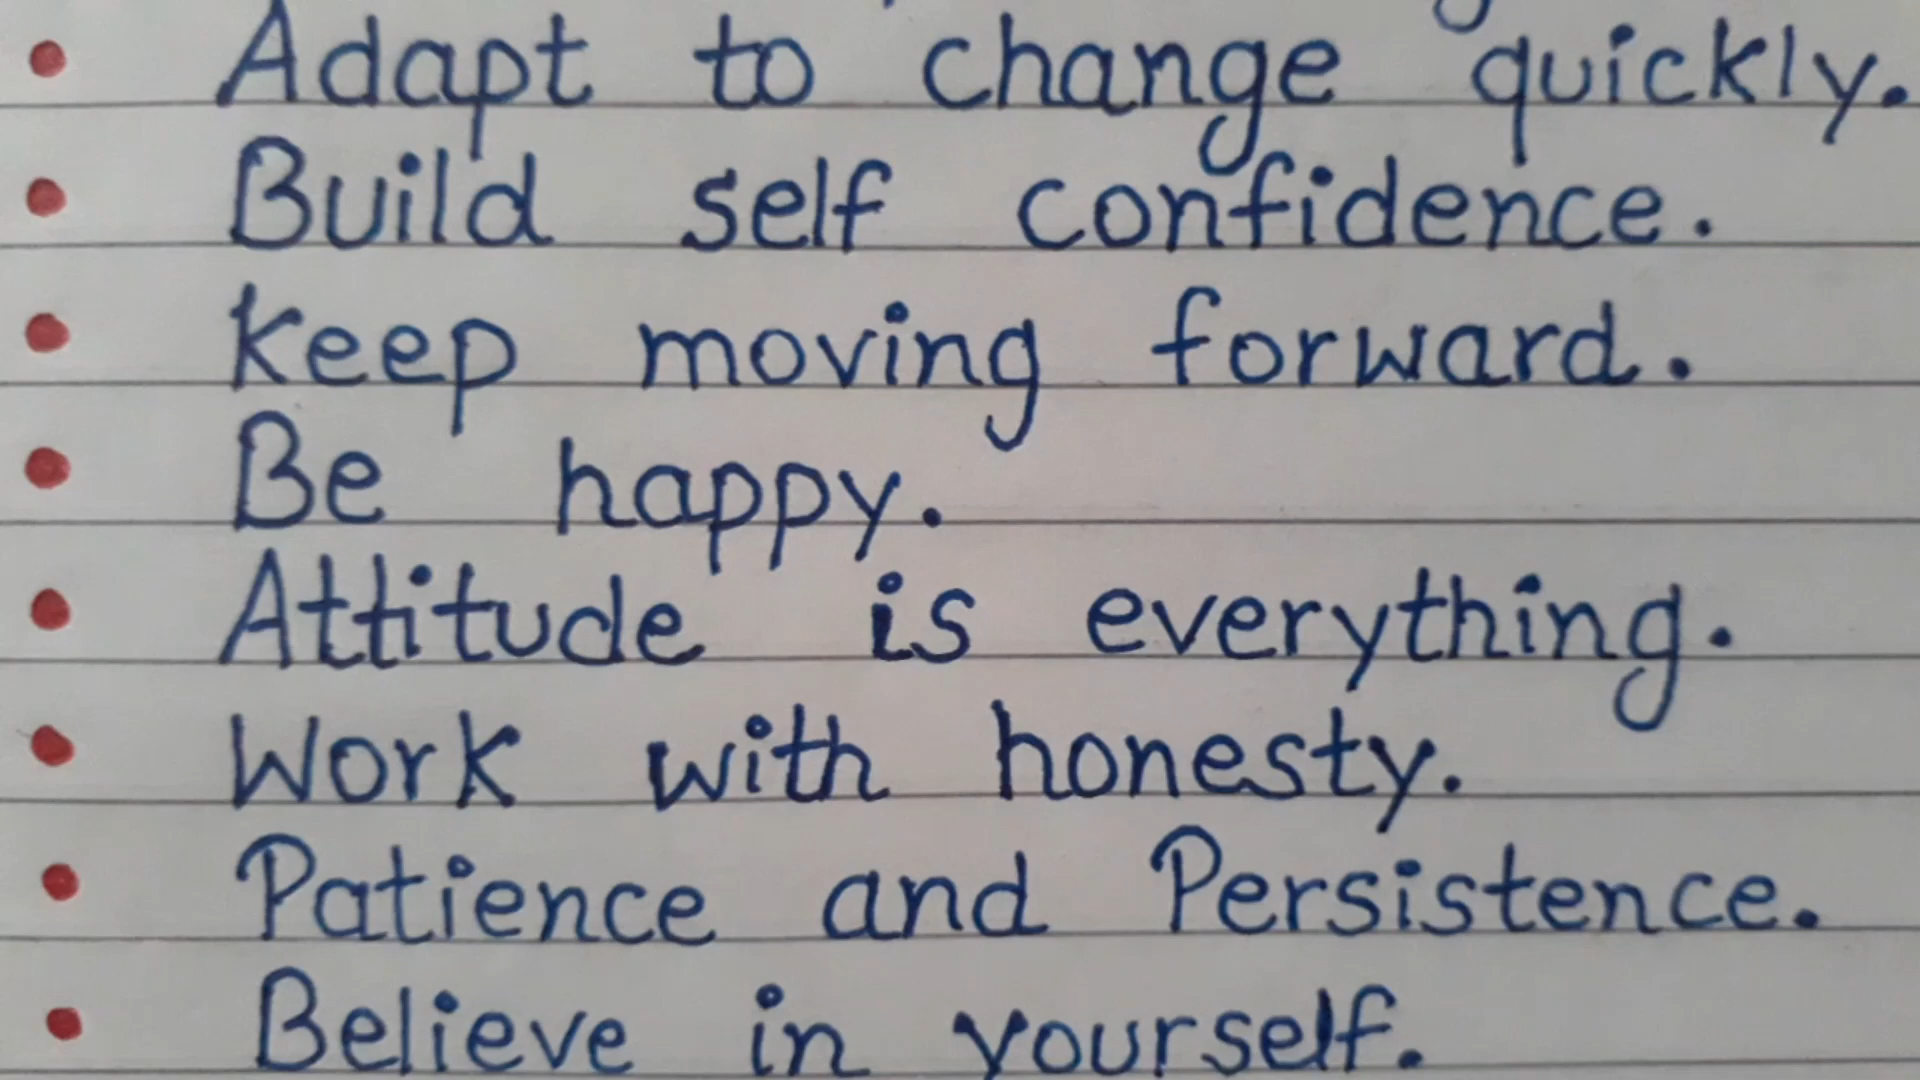 • Adapt to change quickly.
• Build self confidence.
• Keep moving forward.
• Be happy.
• Attitude is everything.
• Work with honesty.
• Patience and Persistence.
• Believe in yourself.